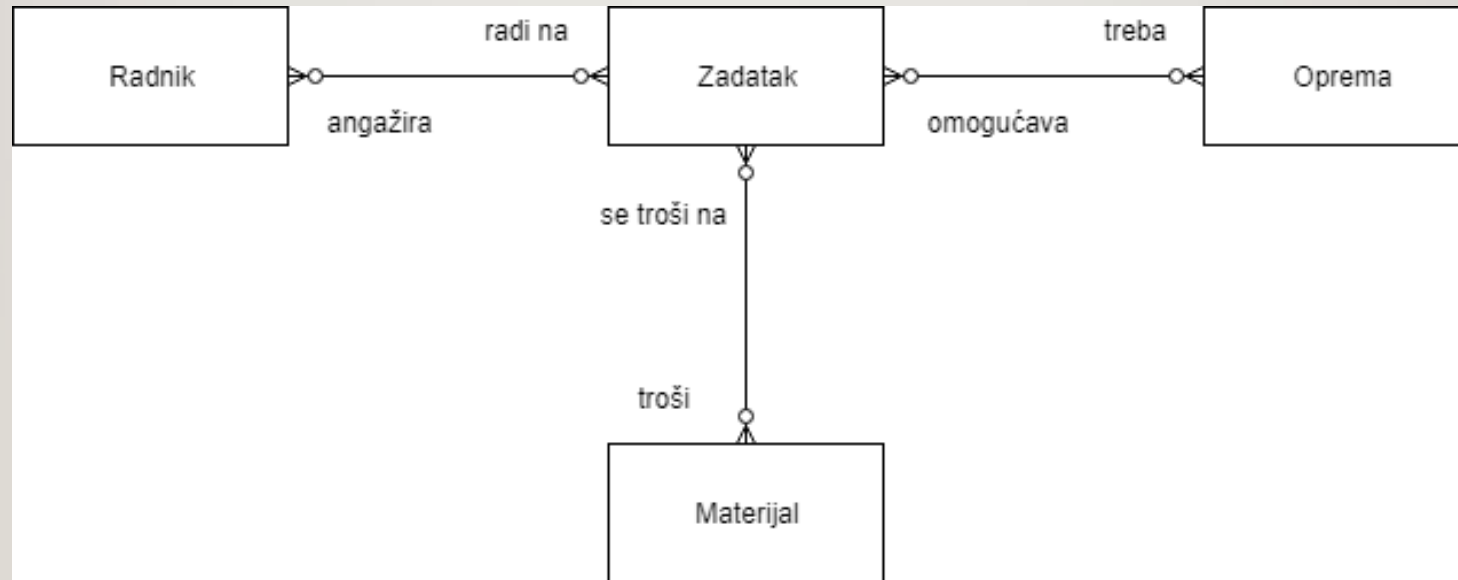 radi na
treba
Radnik
Zadatak
Oprema
angažira
omogućava
se troši na
troši
Materijal